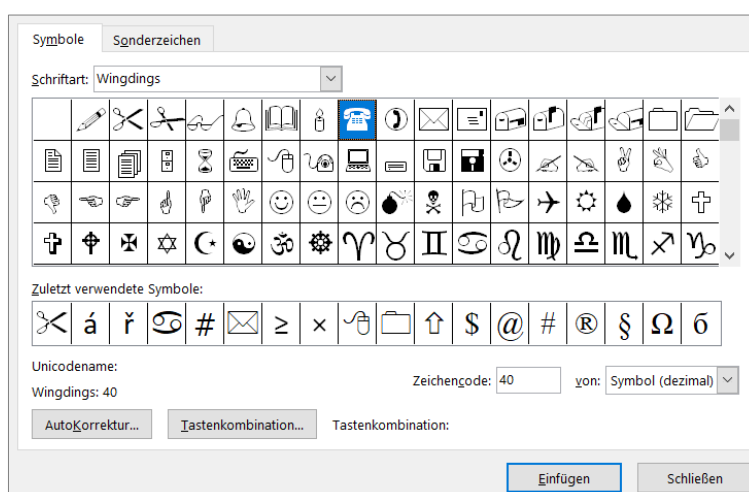 Symbole Sonderzeichen
Schriftart: Wingdings
Zuletzt verwendete Symbole:
á ř ♋ # ≥ × ⇧ $ @ # ® § Ω б
Unicodename:
Wingdings: 40
Zeichencode: 40 von: Symbol (dezimal)
AutoKorrektur... Tastenkombination... Tastenkombination:
Einfügen Schließen